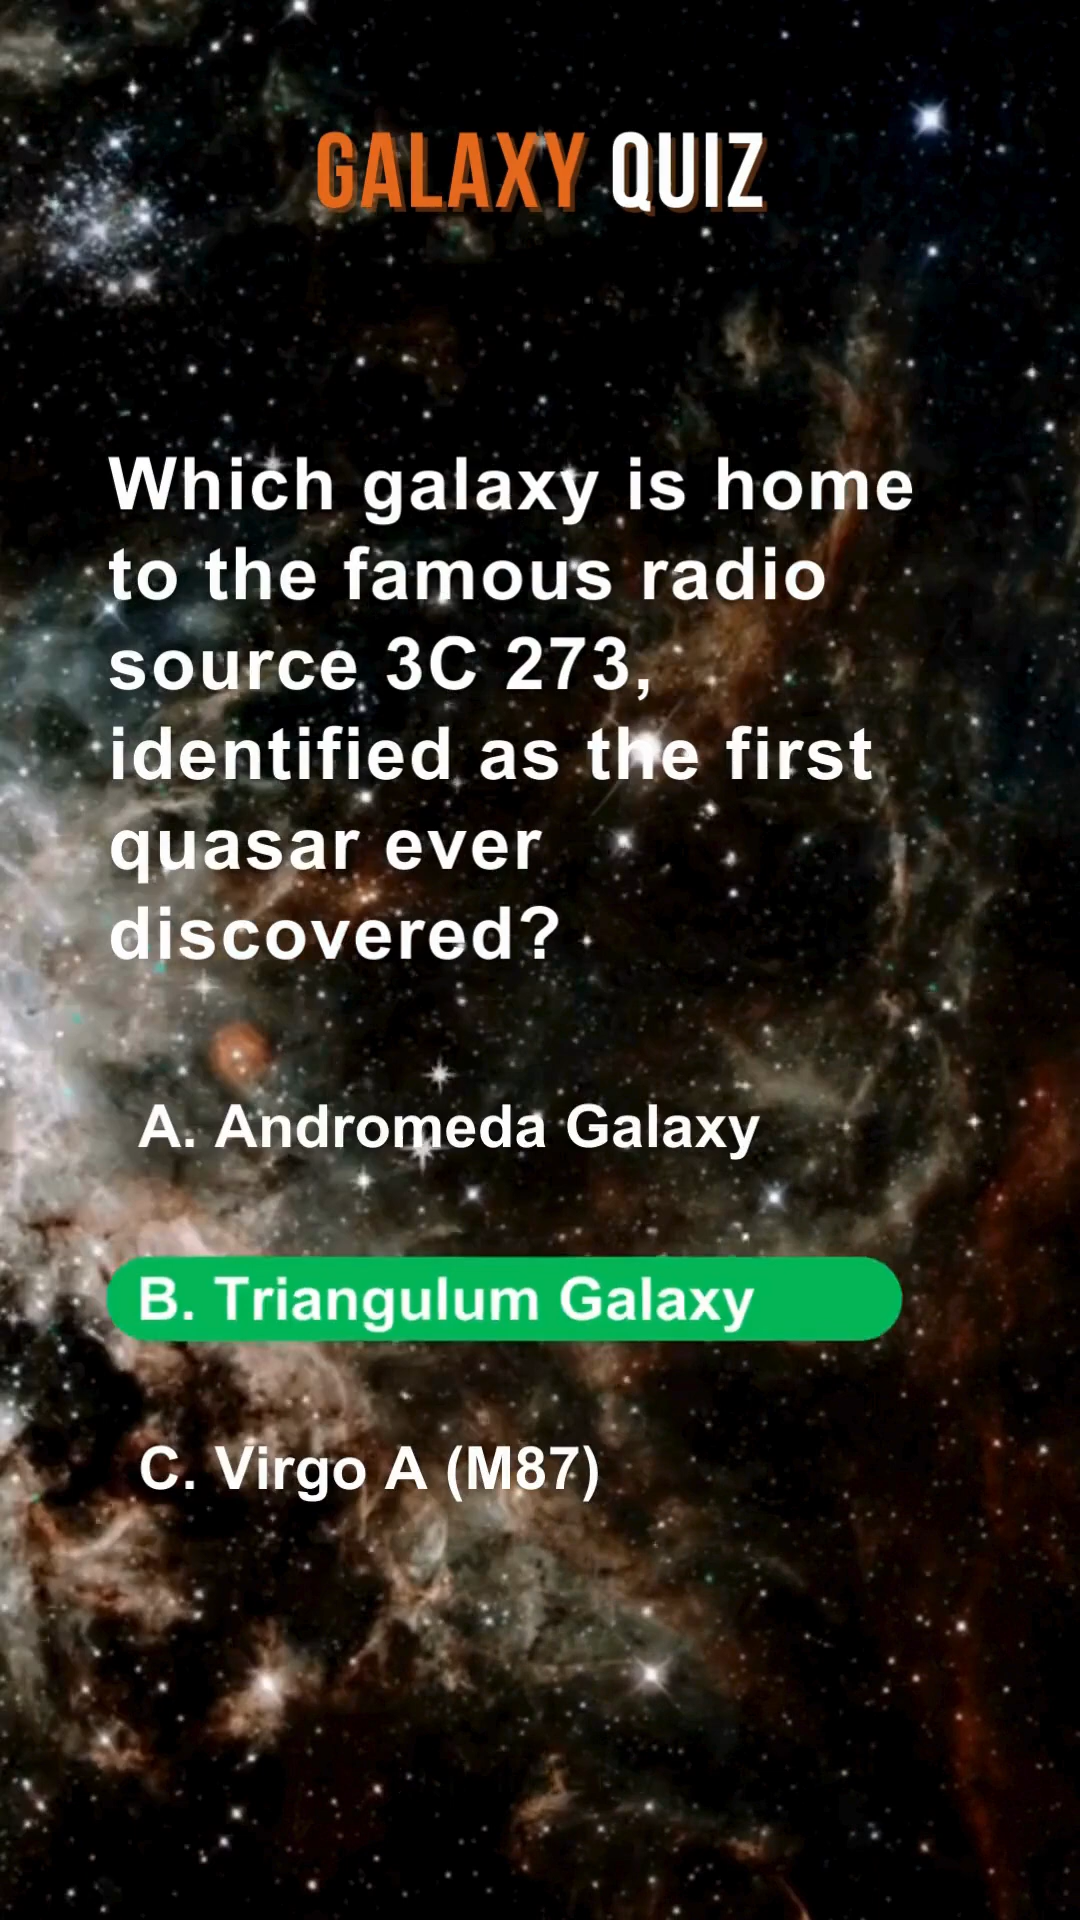 GALAXY QUIZ
Which galaxy is home
to the famous radio
source 3C 273,
identified as the first
quasar ever
discovered?
A. Andromeda Galaxy
B. Triangulum Galaxy
C. Virgo A (M87)